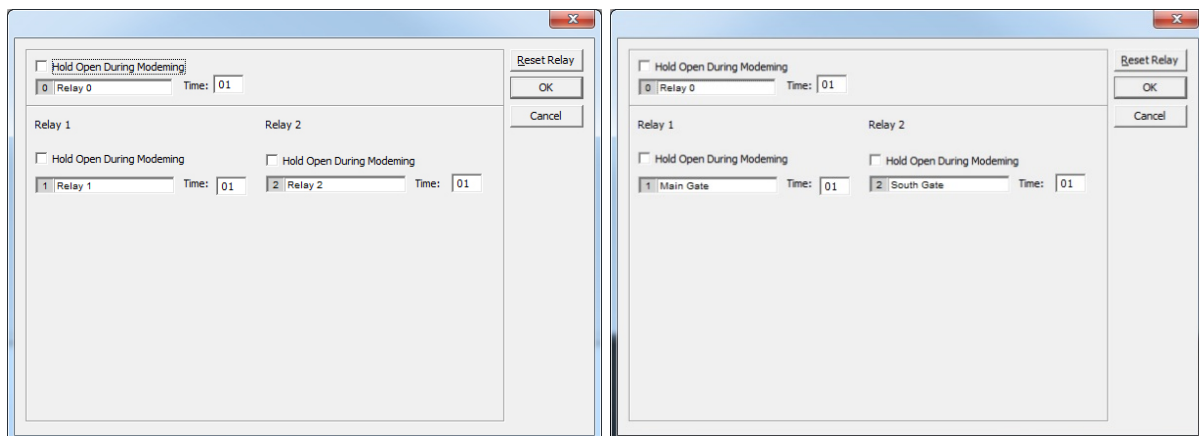 Hold Open During Modeming
0 Relay 0 Time: 01
Reset Relay
OK
Cancel
Relay 1 Relay 2
Hold Open During Modeming Hold Open During Modeming
1 Relay 1 Time: 01 2 Relay 2 Time: 01
Hold Open During Modeming
0 Relay 0 Time: 01
Reset Relay
OK
Cancel
Relay 1 Relay 2
Hold Open During Modeming Hold Open During Modeming
1 Main Gate Time: 01 2 South Gate Time: 01